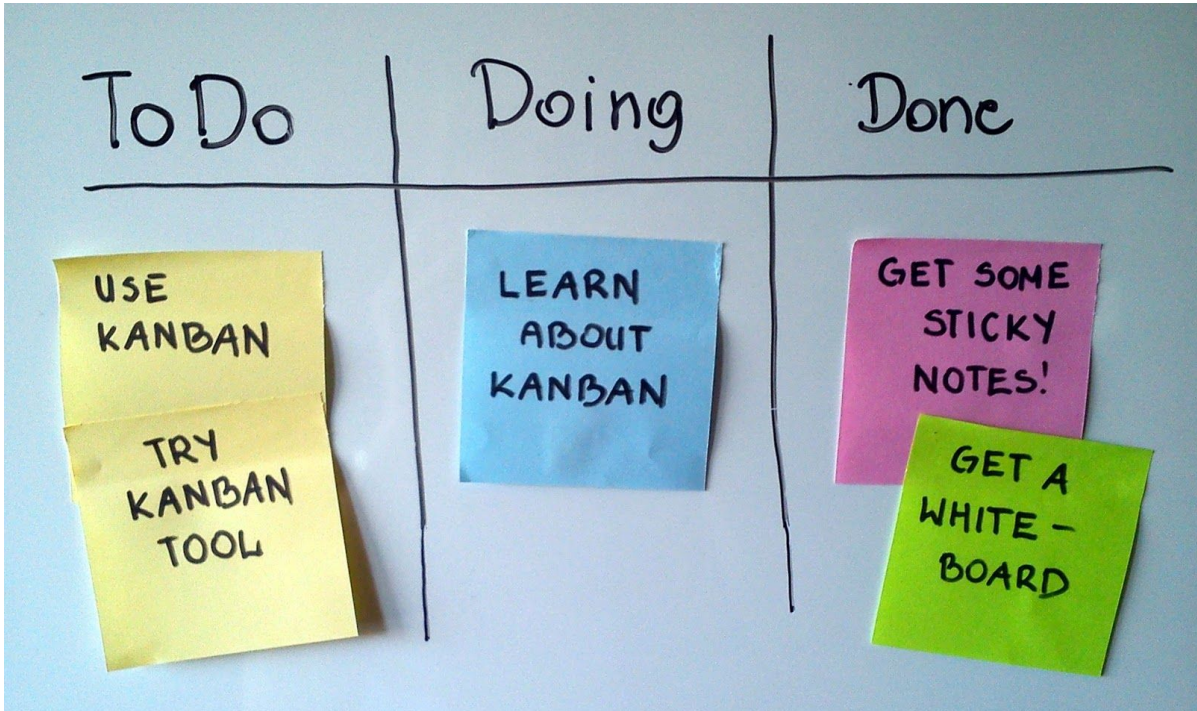 To Do
Doing
Done
USE
KANBAN
TRY
KANBAN
TOOL
LEARN
ABOUT
KANBAN
GET SOME
STICKY
NOTES!
GET A
WHITE-
BOARD